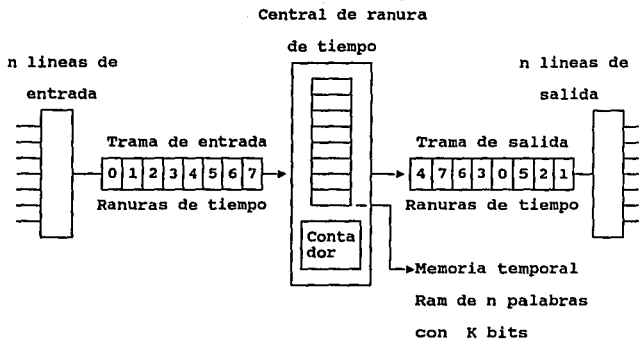 Central de ranura
de tiempo
n lineas de
entrada
n lineas de
salida
Trama de entrada
0 1 2 3 4 5 6 7
Ranuras de tiempo
Conta
dor
Trama de salida
4 7 6 3 0 5 2 1
Ranuras de tiempo
Memoria temporal
Ram de n palabras
con K bits